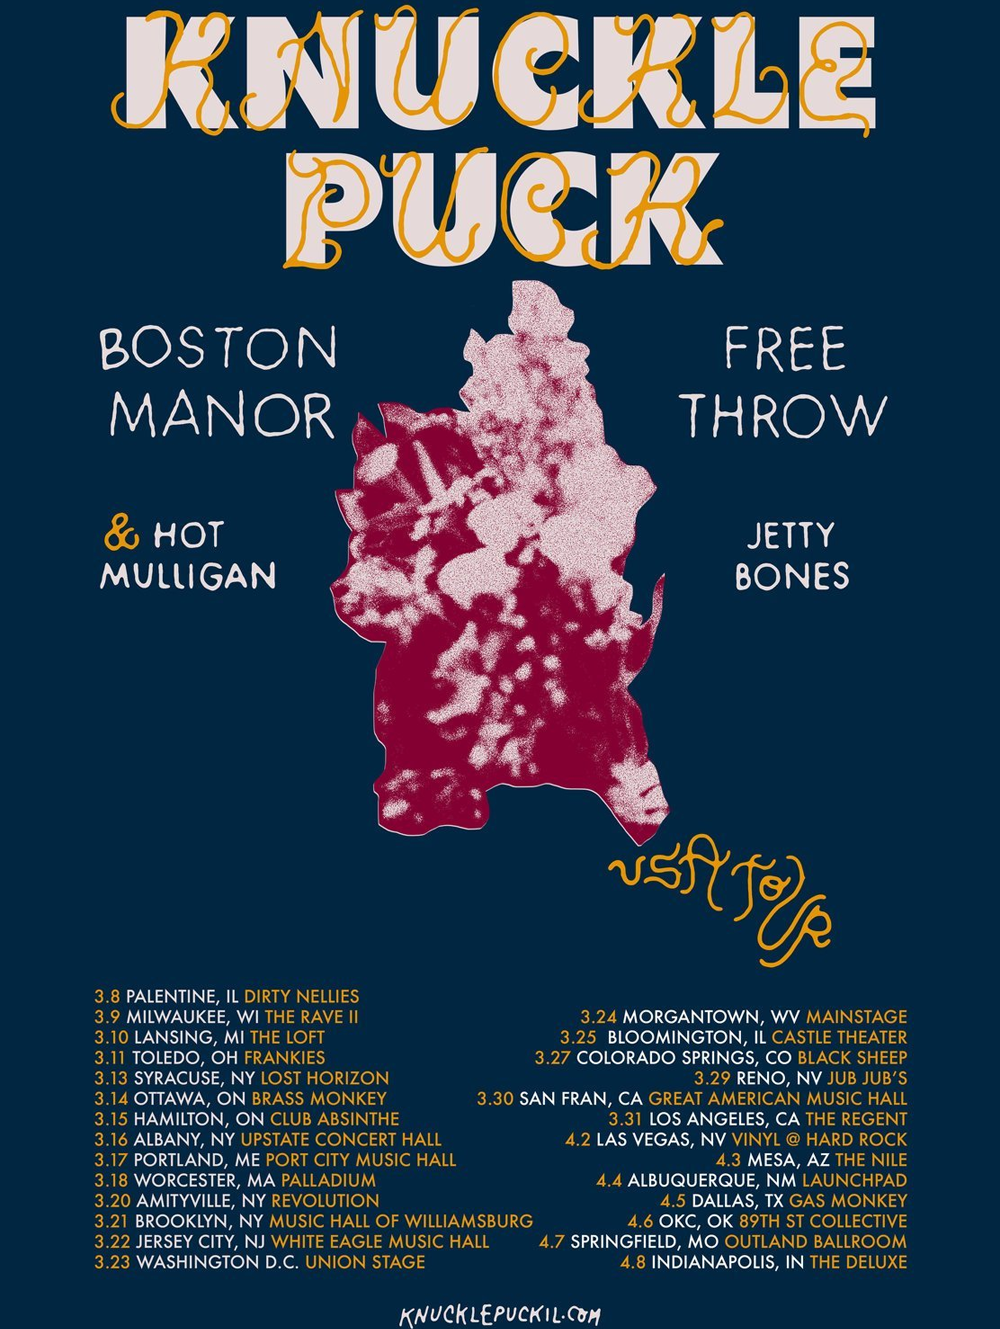 KNUCKLE
PUCK
BOSTON
MANOR
FREE
THROW
& HOT
MULLIGAN
JETTY
BONES
USA TOUR
3.8 PALENTINE, IL DIRTY NELLIES
3.9 MILWAUKEE, WI THE RAVE II
3.10 LANSING, MI THE LOFT
3.11 TOLEDO, OH FRANKIES
3.13 SYRACUSE, NY LOST HORIZON
3.14 OTTAWA, ON BRASS MONKEY
3.15 HAMILTON, ON CLUB ABSINTHE
3.16 ALBANY, NY UPSTATE CONCERT HALL
3.17 PORTLAND, ME PORT CITY MUSIC HALL
3.18 WORCESTER, MA PALLADIUM
3.20 AMITYVILLE, NY REVOLUTION
3.21 BROOKLYN, NY MUSIC HALL OF WILLIAMSBURG
3.22 JERSEY CITY, NJ WHITE EAGLE MUSIC HALL
3.23 WASHINGTON D.C. UNION STAGE
3.24 MORGANTOWN, WV MAINSTAGE
3.25 BLOOMINGTON, IL CASTLE THEATER
3.27 COLORADO SPRINGS, CO BLACK SHEEP
3.29 RENO, NV JUB JUB'S
3.30 SAN FRAN, CA GREAT AMERICAN MUSIC HALL
3.31 LOS ANGELES, CA THE REGENT
4.2 LAS VEGAS, NV VINYL @ HARD ROCK
4.3 MESA, AZ THE NILE
4.4 ALBUQUERQUE, NM LAUNCHPAD
4.5 DALLAS, TX GAS MONKEY
4.6 OKC, OK 89TH ST COLLECTIVE
4.7 SPRINGFIELD, MO OUTLAND BALLROOM
4.8 INDIANAPOLIS, IN THE DELUXE
KNUCKLEPUCKIL.COM